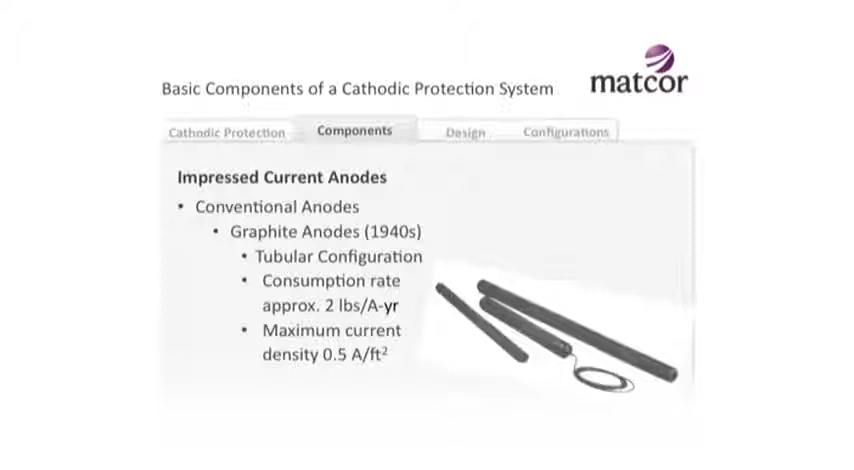 matcor
Basic Components of a Cathodic Protection System
Cathodic Protection
Components
Design
Configurations
Impressed Current Anodes
• Conventional Anodes
• Graphite Anodes (1940s)
• Tubular Configuration
• Consumption rate
approx. 2 lbs/A-yr
• Maximum current
density 0.5 A/ft²